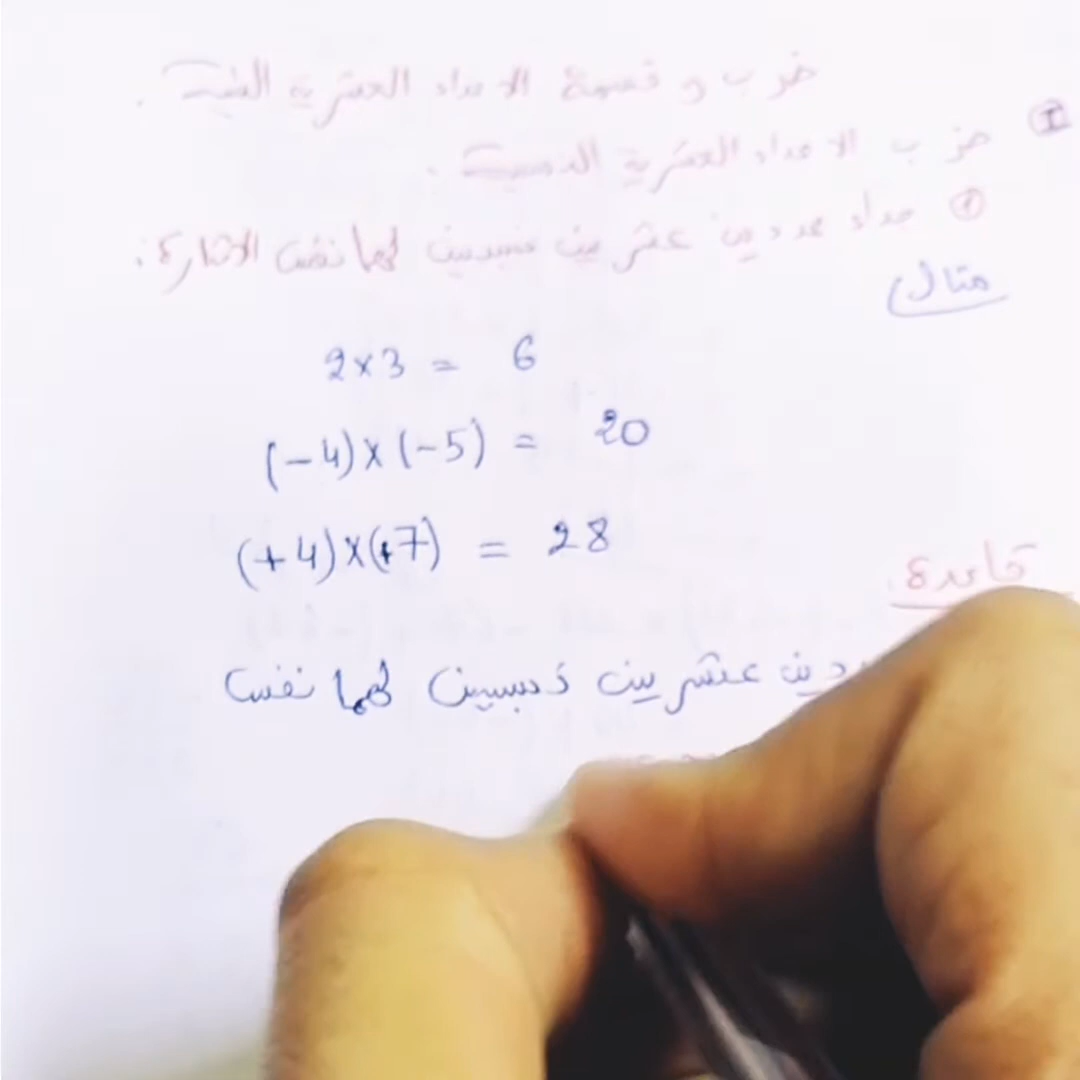 ضرب و قسمة الاعداد العشرية النسبية .
I ضرب الاعداد العشرية النسبية .
1 جداء عددين عشريين نسبيين لهما نفس الاشارة .
مثال
2 × 3 = 6
(-4) × (-5) = 20
(+4) × (+7) = 28
قاعدة
عشريين نسبيين لهما نفس